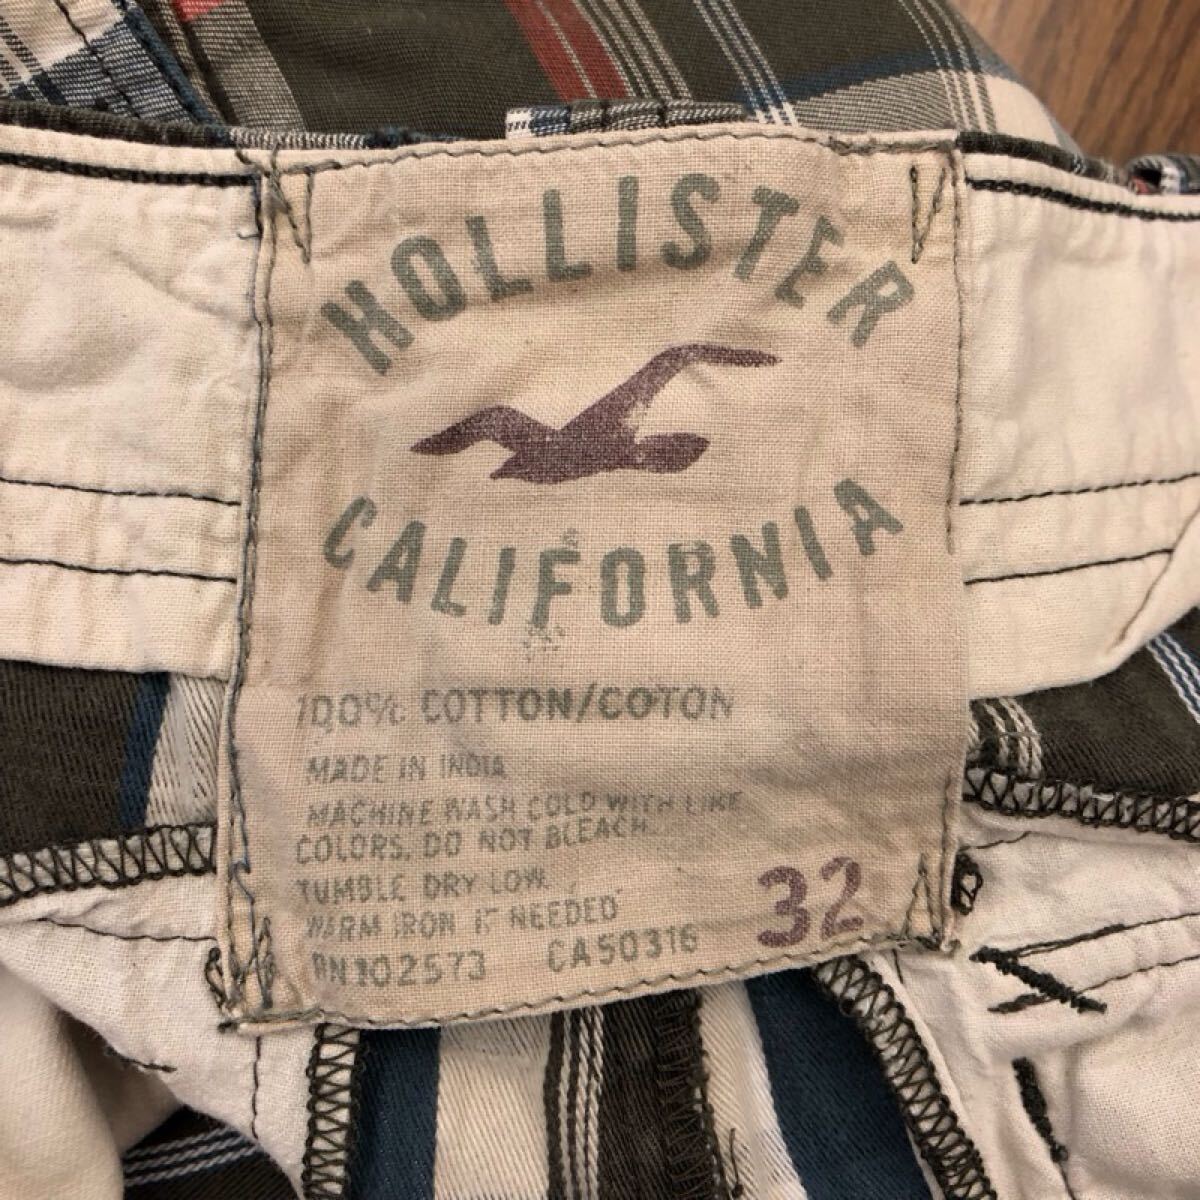 HOLLISTER
CALIFORNIA
100% COTTON/COTON
MADE IN INDIA
MACHINE WASH COLD WITH LIKE
COLORS. DO NOT BLEACH.
TUMBLE DRY LOW.
WARM IRON IF NEEDED
RN102573 CA50316 32